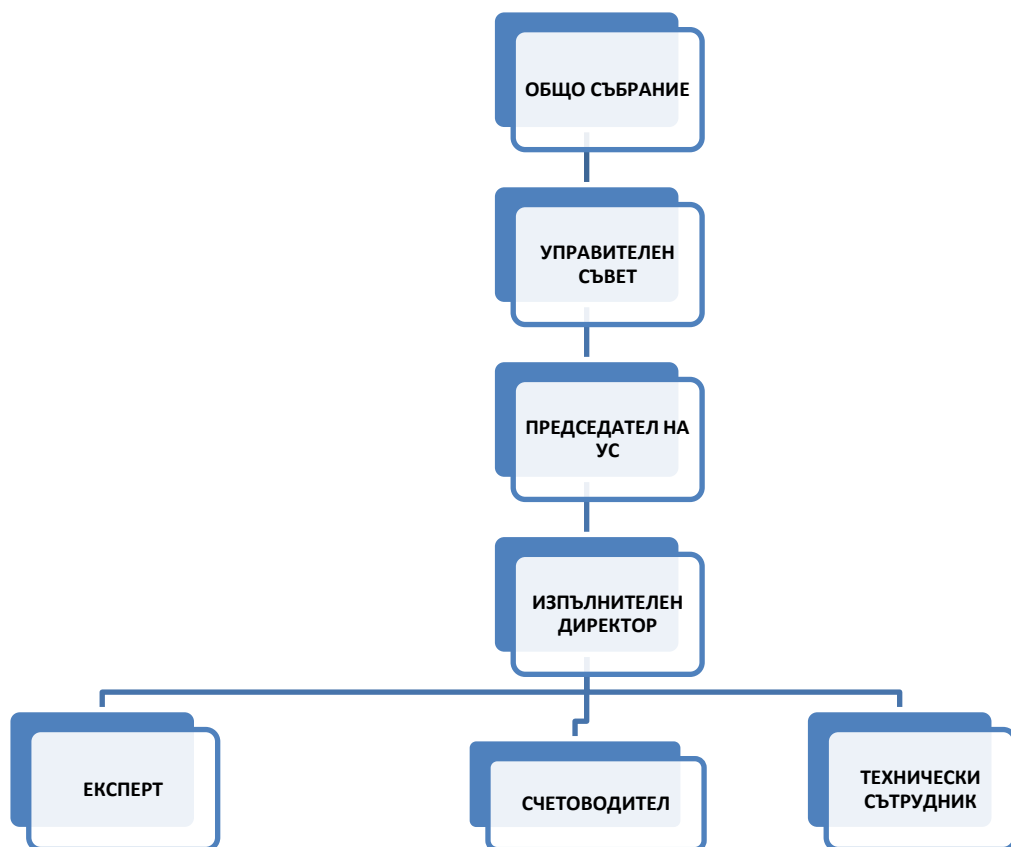 ОБЩО СЪБРАНИЕ
УПРАВИТЕЛЕН
СЪВЕТ
ПРЕДСЕДАТЕЛ НА
УС
ИЗПЪЛНИТЕЛЕН
ДИРЕКТОР
ЕКСПЕРТ
СЧЕТОВОДИТЕЛ
ТЕХНИЧЕСКИ
СЪТРУДНИК